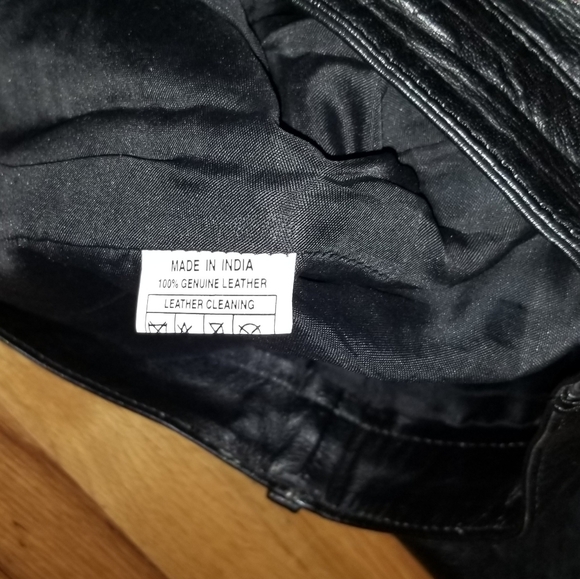 MADE IN INDIA
100% GENUINE LEATHER
LEATHER CLEANING